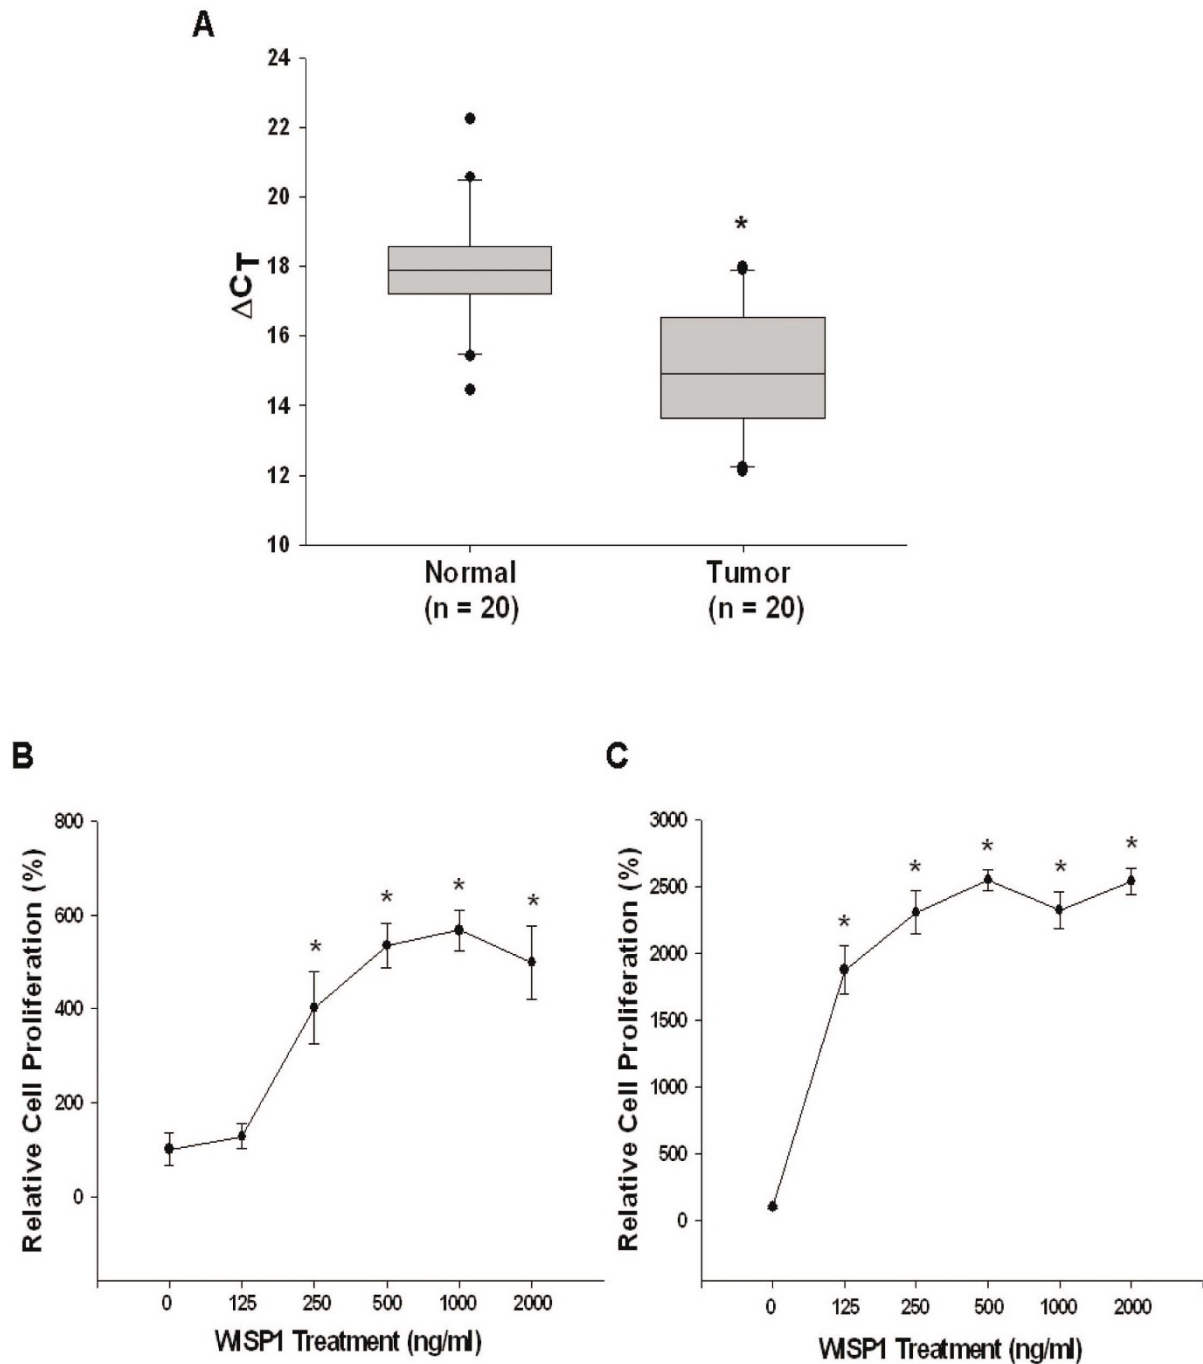 A
24
22
20
18
16
14
12
10
ΔCT
*
Normal
(n = 20)
Tumor
(n = 20)
B
800
600
400
200
0
Relative Cell Proliferation (%)
* * * *
0 125 250 500 1000 2000
WISP1 Treatment (ng/ml)
C
3000
2500
2000
1500
1000
500
0
Relative Cell Proliferation (%)
* * * * *
0 125 250 500 1000 2000
WISP1 Treatment (ng/ml)